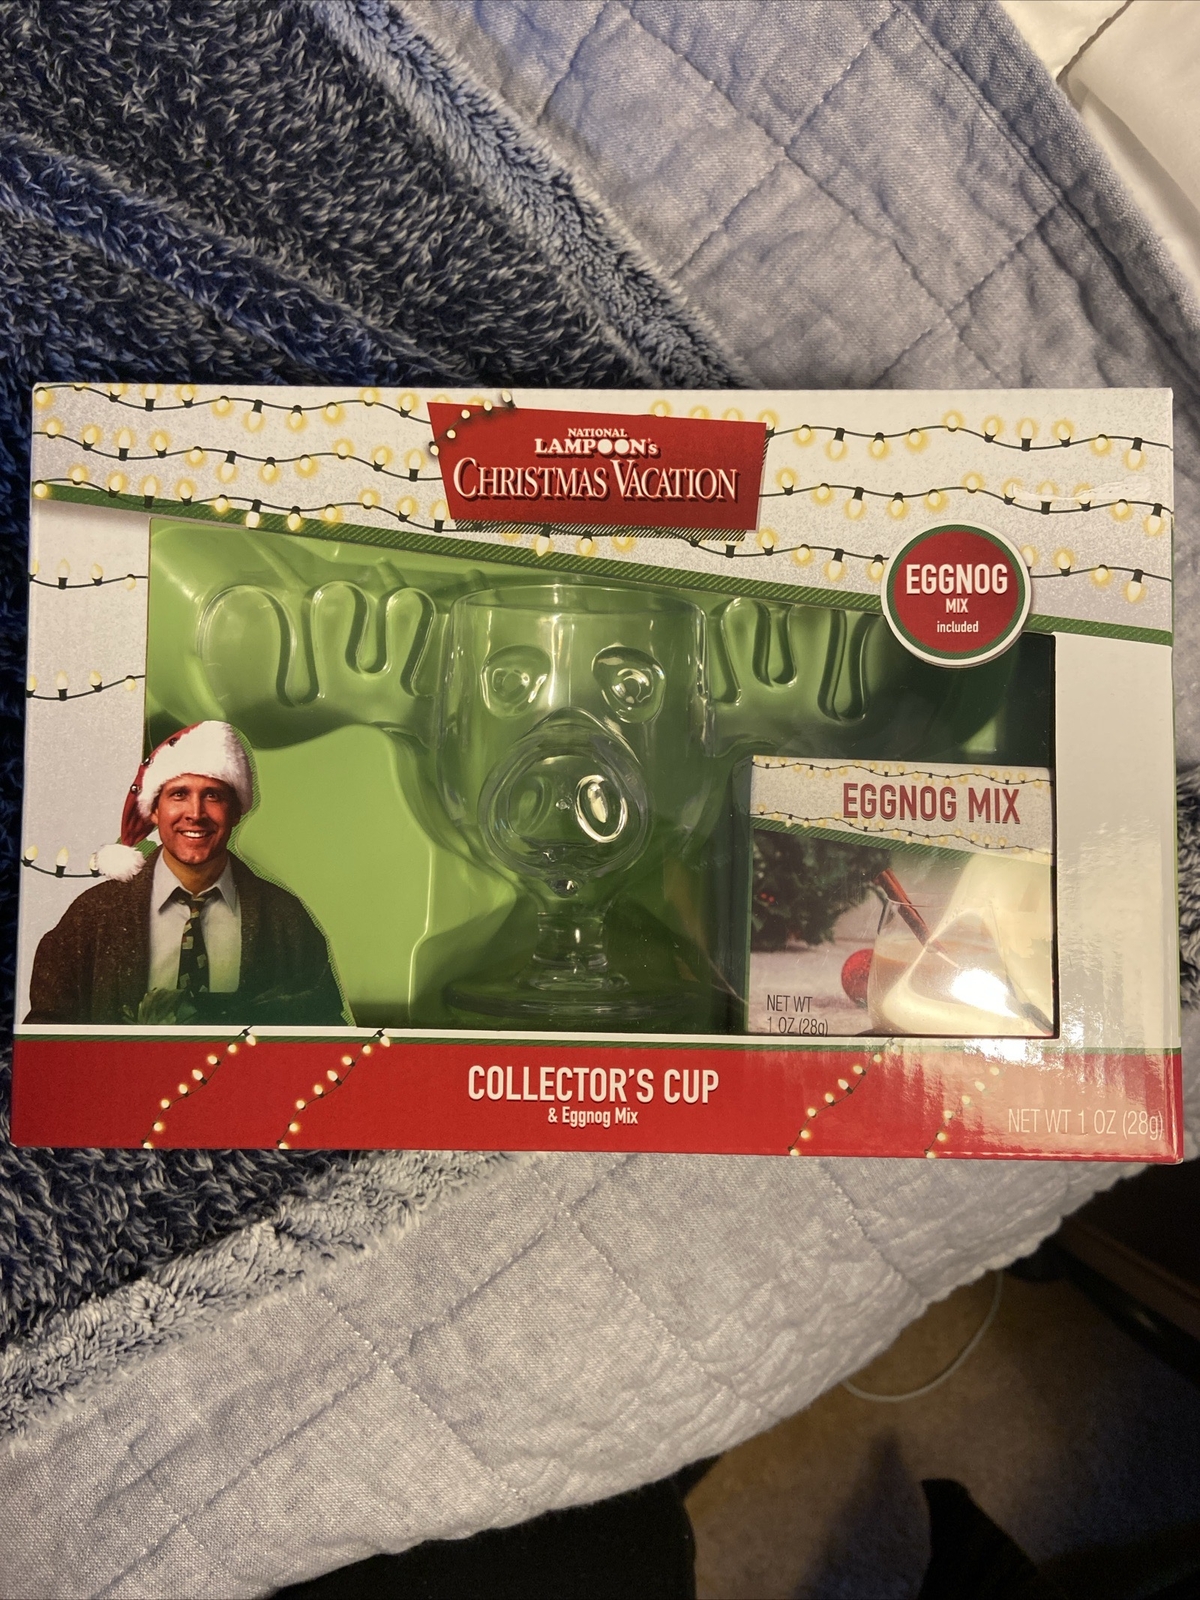 NATIONAL
LAMPOON's
CHRISTMAS VACATION
EGGNOG
MIX
included
EGGNOG MIX
NET WT
1 OZ (28g)
COLLECTOR'S CUP
& Eggnog Mix
NET WT 1 OZ (28g)